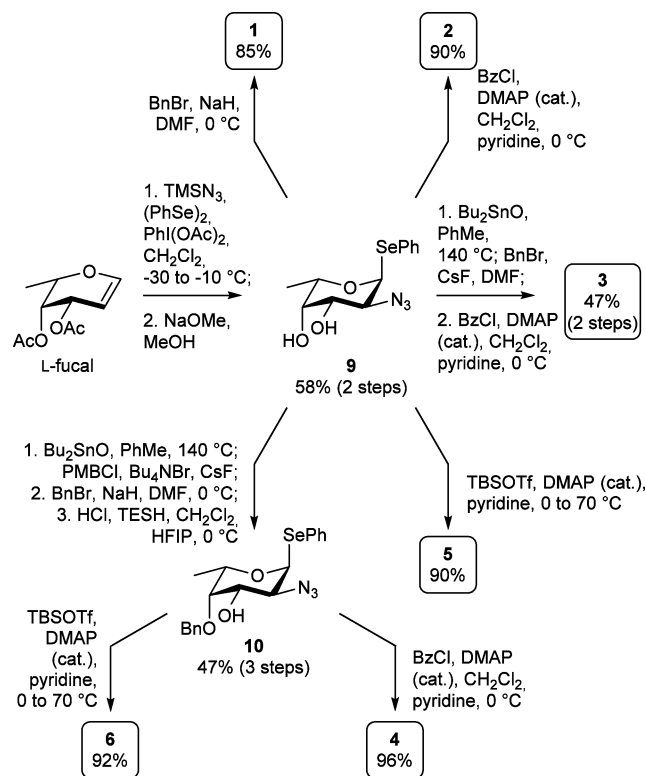 1
85%
2
90%
BnBr, NaH,
DMF, 0 °C
BzCl,
DMAP (cat.),
CH2Cl2,
pyridine, 0 °C
1. TMSN3,
(PhSe)2,
PhI(OAc)2,
CH2Cl2,
-30 to -10 °C;
2. NaOMe,
MeOH
O
OAc
AcO
L-fucal
SePh
O
N3
OH
HO
9
58% (2 steps)
1. Bu2SnO,
PhMe,
140 °C; BnBr,
CsF, DMF;
2. BzCl, DMAP
(cat.), CH2Cl2,
pyridine, 0 °C
3
47%
(2 steps)
1. Bu2SnO, PhMe, 140 °C;
PMBCl, Bu4NBr, CsF;
2. BnBr, NaH, DMF, 0 °C;
3. HCl, TESH, CH2Cl2,
HFIP, 0 °C
TBSOTf, DMAP (cat.),
pyridine, 0 to 70 °C
5
90%
SePh
O
N3
OH
BnO
10
47% (3 steps)
TBSOTf,
DMAP
(cat.),
pyridine,
0 to 70 °C
6
92%
BzCl, DMAP
(cat.), CH2Cl2,
pyridine, 0 °C
4
96%